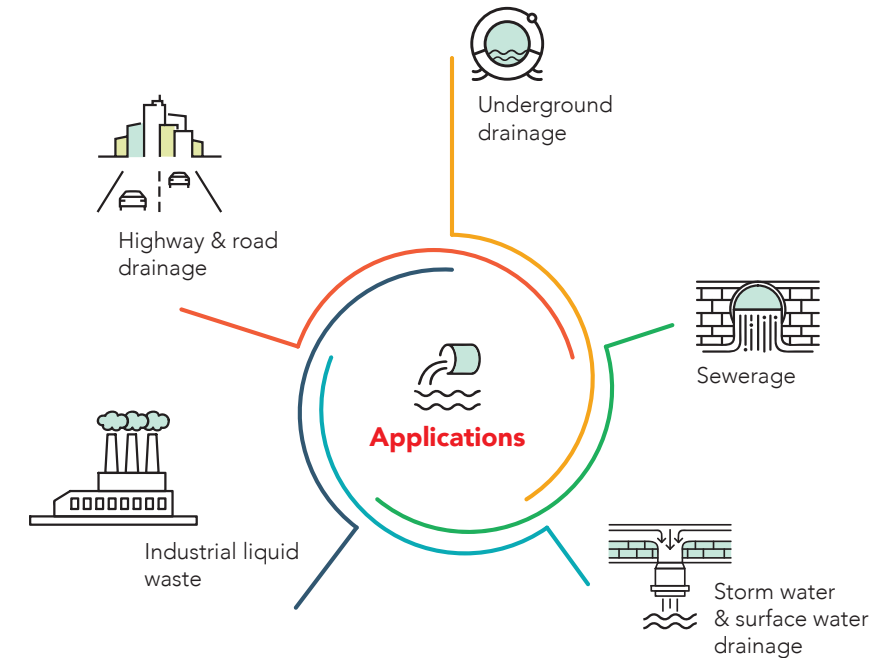 Underground
drainage
Highway & road
drainage
Sewerage
Applications
Industrial liquid
waste
Storm water
& surface water
drainage